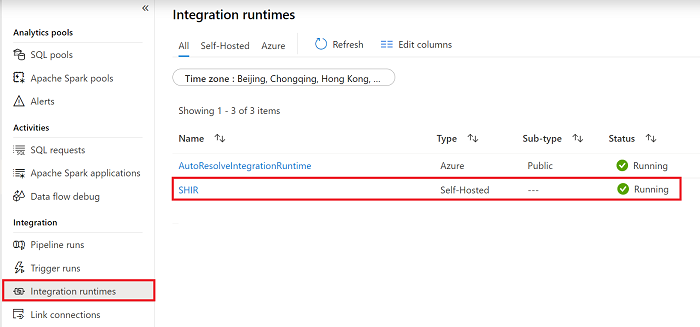 «
Analytics pools
SQL pools
Apache Spark pools
Alerts
Activities
SQL requests
Apache Spark applications
Data flow debug
Integration
Pipeline runs
Trigger runs
Integration runtimes
Link connections
Integration runtimes
All Self-Hosted Azure Refresh Edit columns
Time zone : Beijing, Chongqing, Hong Kong, ...
Showing 1 - 3 of 3 items
Name Type Sub-type Status
AutoResolveIntegrationRuntime Azure Public Running
SHIR Self-Hosted --- Running